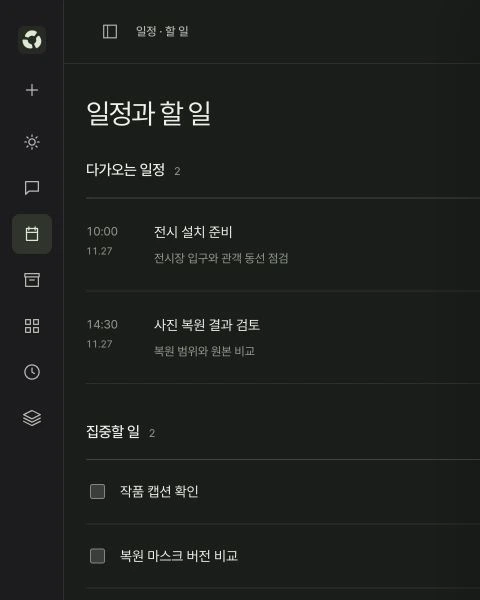 일정 · 할 일
일정과 할 일
다가오는 일정 2
10:00 전시 설치 준비
11.27 전시장 입구와 관객 동선 점검
14:30 사진 복원 결과 검토
11.27 복원 범위와 원본 비교
집중할 일 2
작품 캡션 확인
복원 마스크 버전 비교